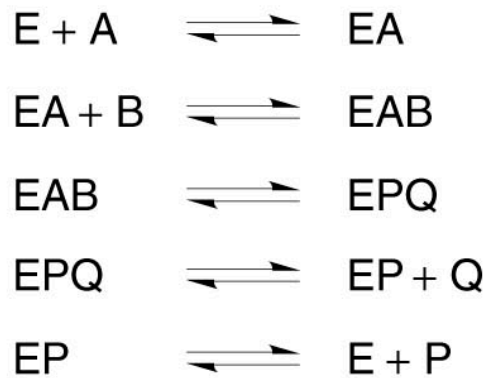 E + A ⇌ EA
EA + B ⇌ EAB
EAB ⇌ EPQ
EPQ ⇌ EP + Q
EP ⇌ E + P